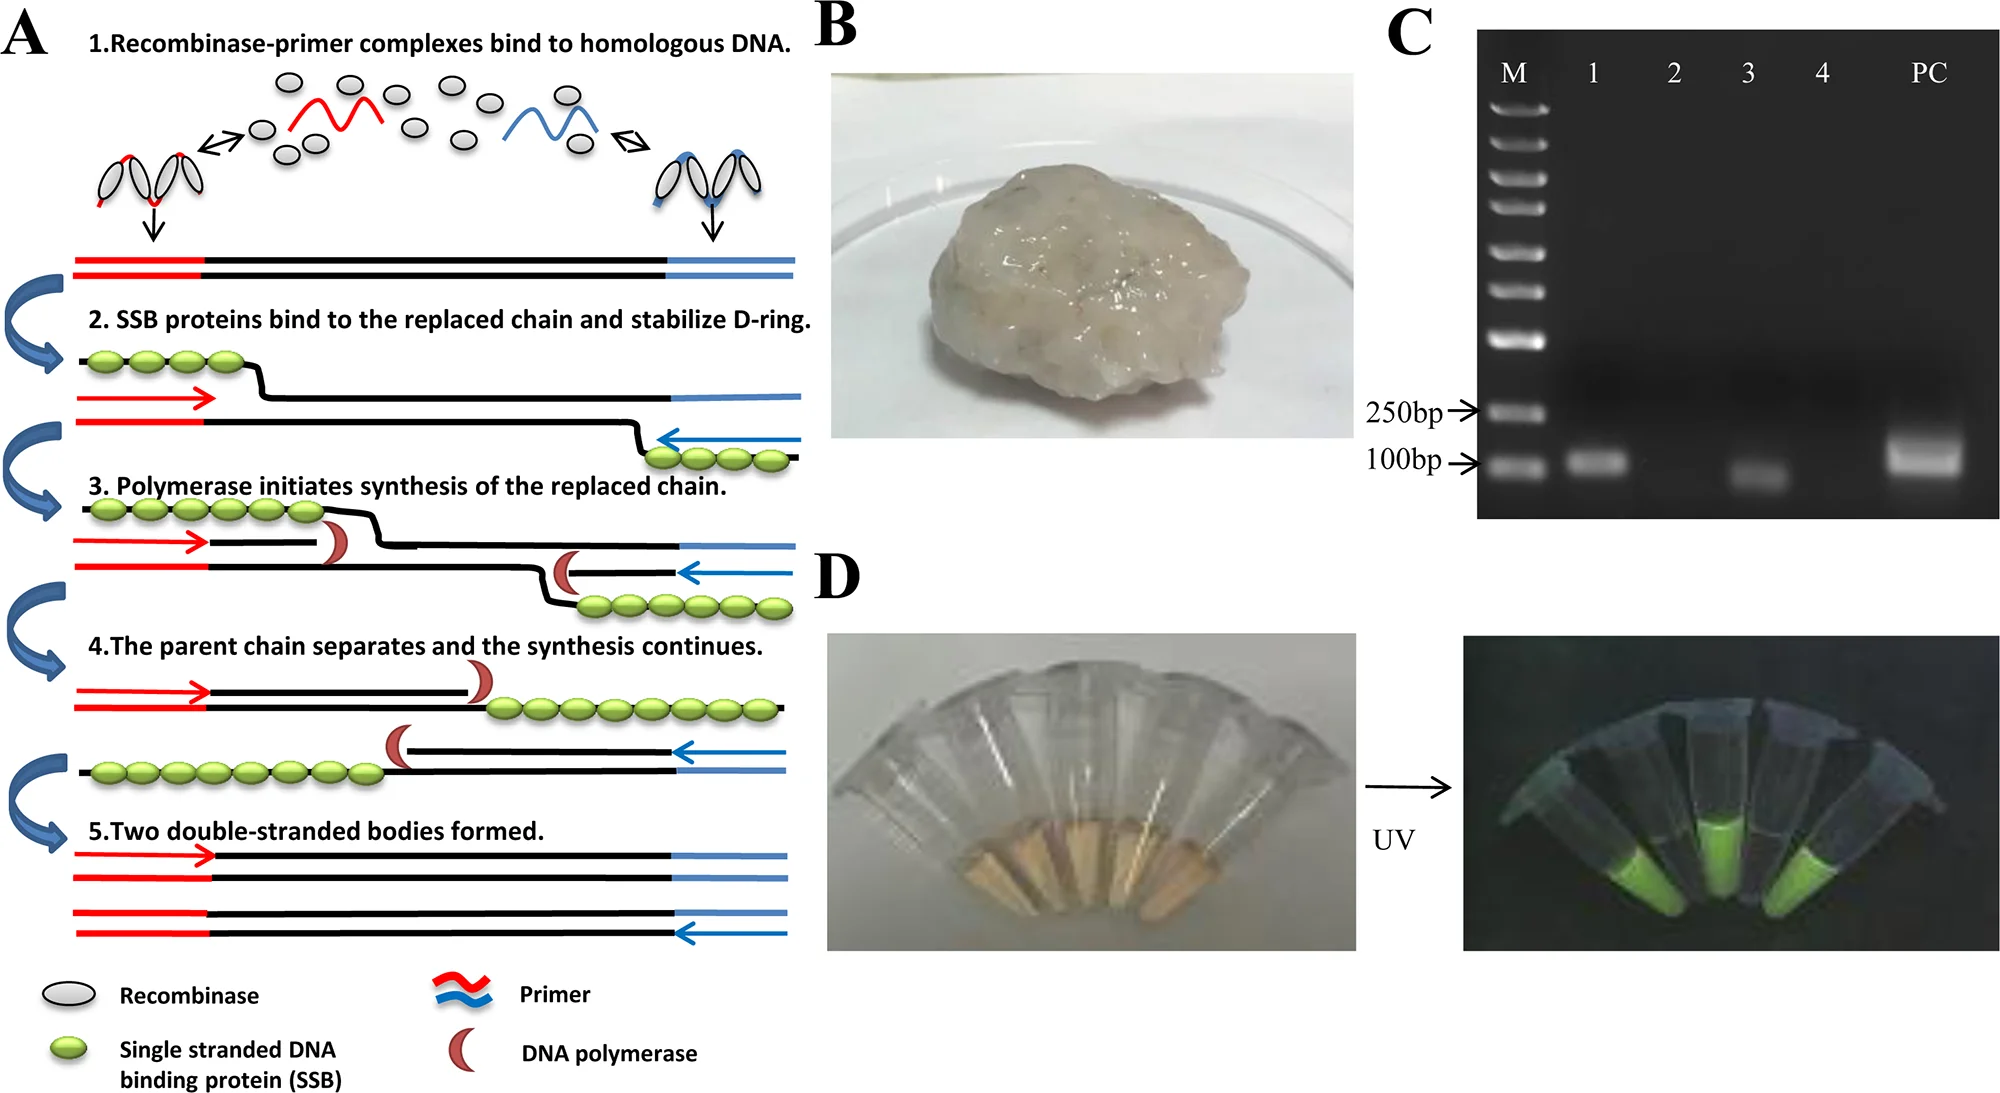 A
1.Recombinase-primer complexes bind to homologous DNA.
2. SSB proteins bind to the replaced chain and stabilize D-ring.
3. Polymerase initiates synthesis of the replaced chain.
4.The parent chain separates and the synthesis continues.
5.Two double-stranded bodies formed.
Recombinase
Primer
Single stranded DNA
binding protein (SSB)
DNA polymerase
B
C
M 1 2 3 4 PC
250bp
100bp
D
UV